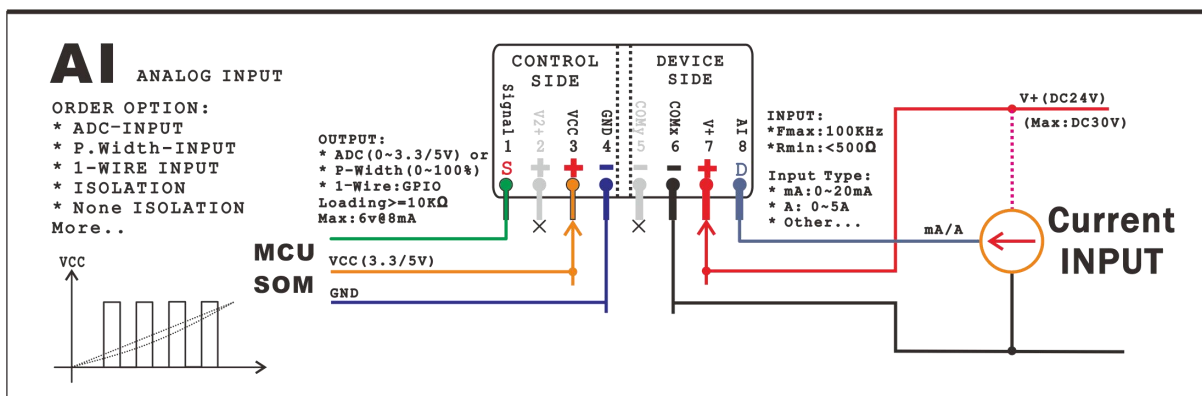 AI ANALOG INPUT
ORDER OPTION:
* ADC-INPUT
* P.Width-INPUT
* 1-WIRE INPUT
* ISOLATION
* None ISOLATION
More..
VCC
OUTPUT:
* ADC(0~3.3/5V) or
* P-Width(0~100%)
* 1-Wire:GPIO
Loading>=10KΩ
Max:6v@8mA
MCU
SOM
VCC(3.3/5V)
GND
CONTROL
SIDE
DEVICE
SIDE
Signal 1
V2+ 2
VCC 3
GND 4
COMy 5
COMx 6
V+ 7
AI 8
S
D
INPUT:
*Fmax:100KHz
*Rmin:<500Ω
Input Type:
* mA:0~20mA
* A: 0~5A
* Other...
mA/A
V+(DC24V)
(Max:DC30V)
Current
INPUT